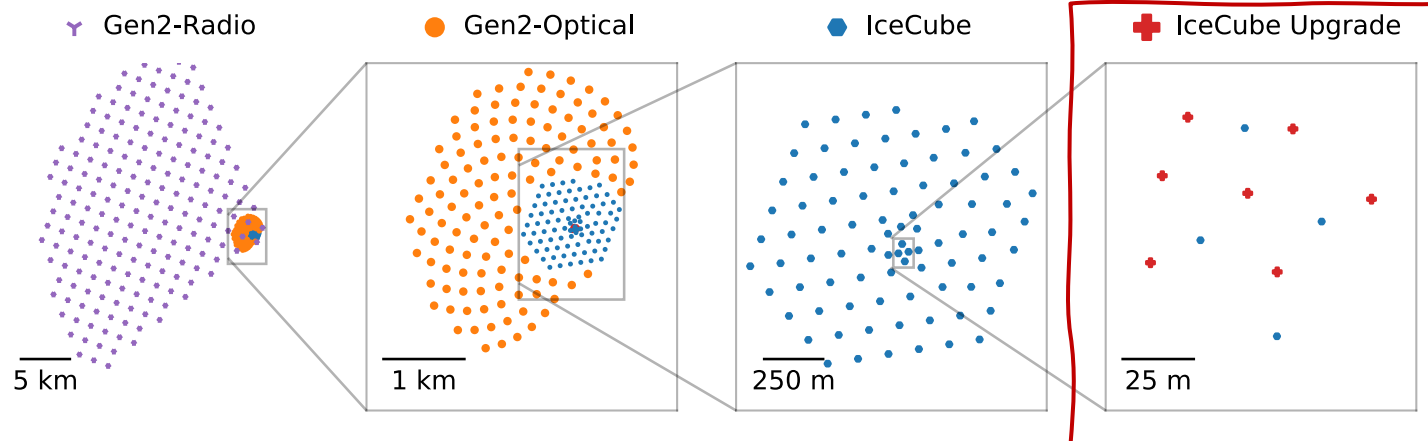 Gen2-Radio
Gen2-Optical
IceCube
IceCube Upgrade
5 km
1 km
250 m
25 m